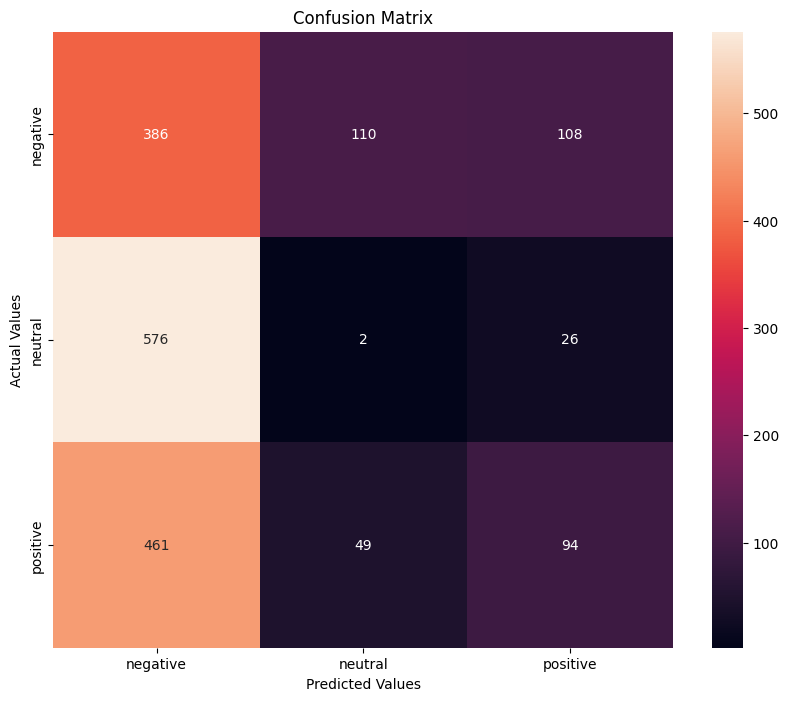 Confusion Matrix
Actual Values
negative
386 110 108
neutral
576 2 26
positive
461 49 94
negative neutral positive
Predicted Values
500
400
300
200
100